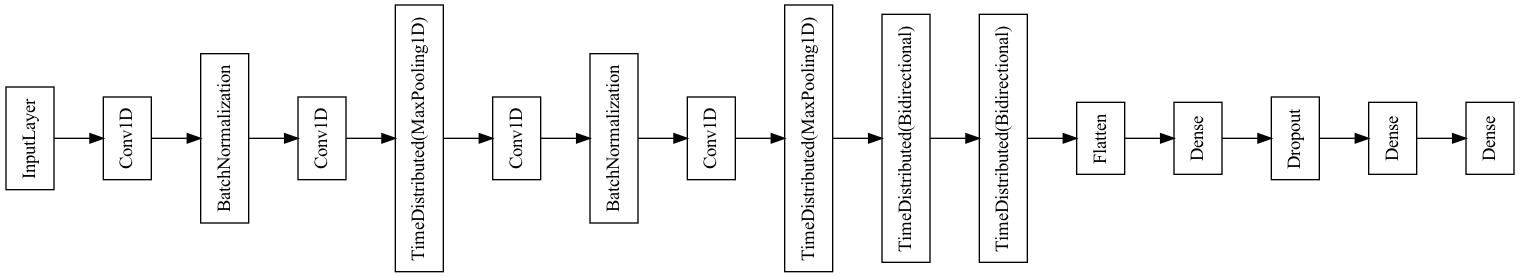 InputLayer
Conv1D
BatchNormalization
Conv1D
TimeDistributed(MaxPooling1D)
Conv1D
BatchNormalization
Conv1D
TimeDistributed(MaxPooling1D)
TimeDistributed(Bidirectional)
TimeDistributed(Bidirectional)
Flatten
Dense
Dropout
Dense
Dense